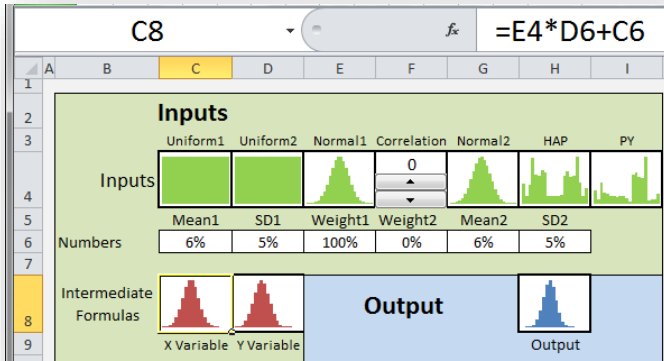 C8 fx =E4*D6+C6
A B C D E F G H I
1
2 Inputs
3 Uniform1 Uniform2 Normal1 Correlation Normal2 HAP PY
4 Inputs 0
5 Mean1 SD1 Weight1 Weight2 Mean2 SD2
6 Numbers 6% 5% 100% 0% 6% 5%
7
8 Intermediate Formulas Output
9 X Variable Y Variable Output